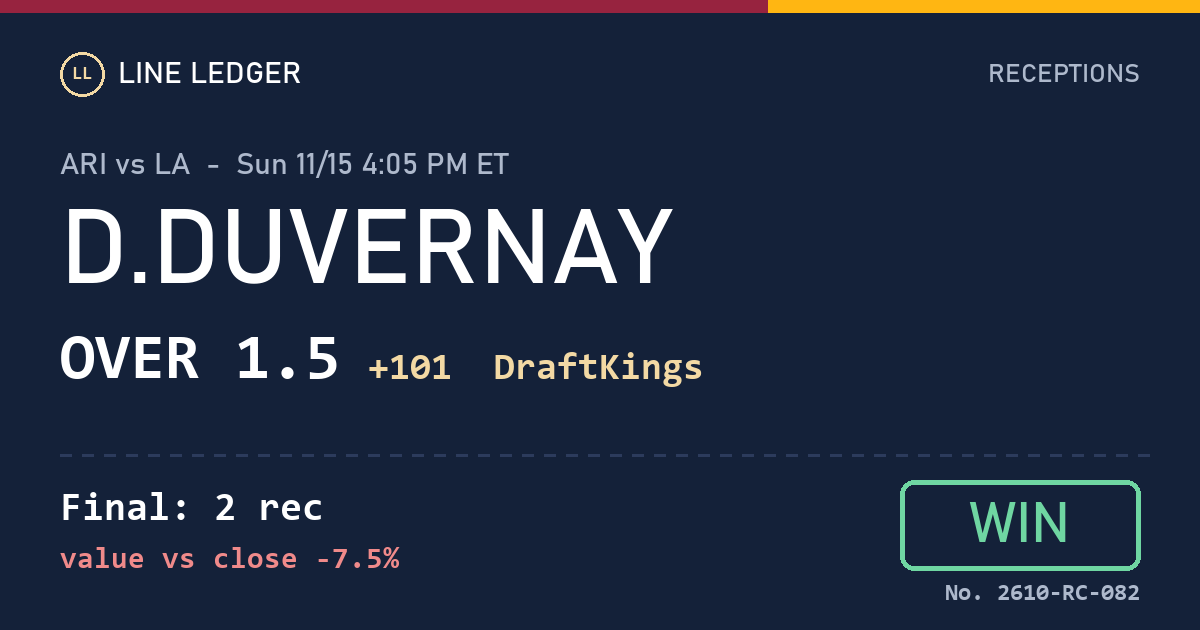 LL LINE LEDGER
RECEPTIONS
ARI vs LA - Sun 11/15 4:05 PM ET
D.DUVERNAY
OVER 1.5 +101 DraftKings
Final: 2 rec
value vs close -7.5%
WIN
No. 2610-RC-082